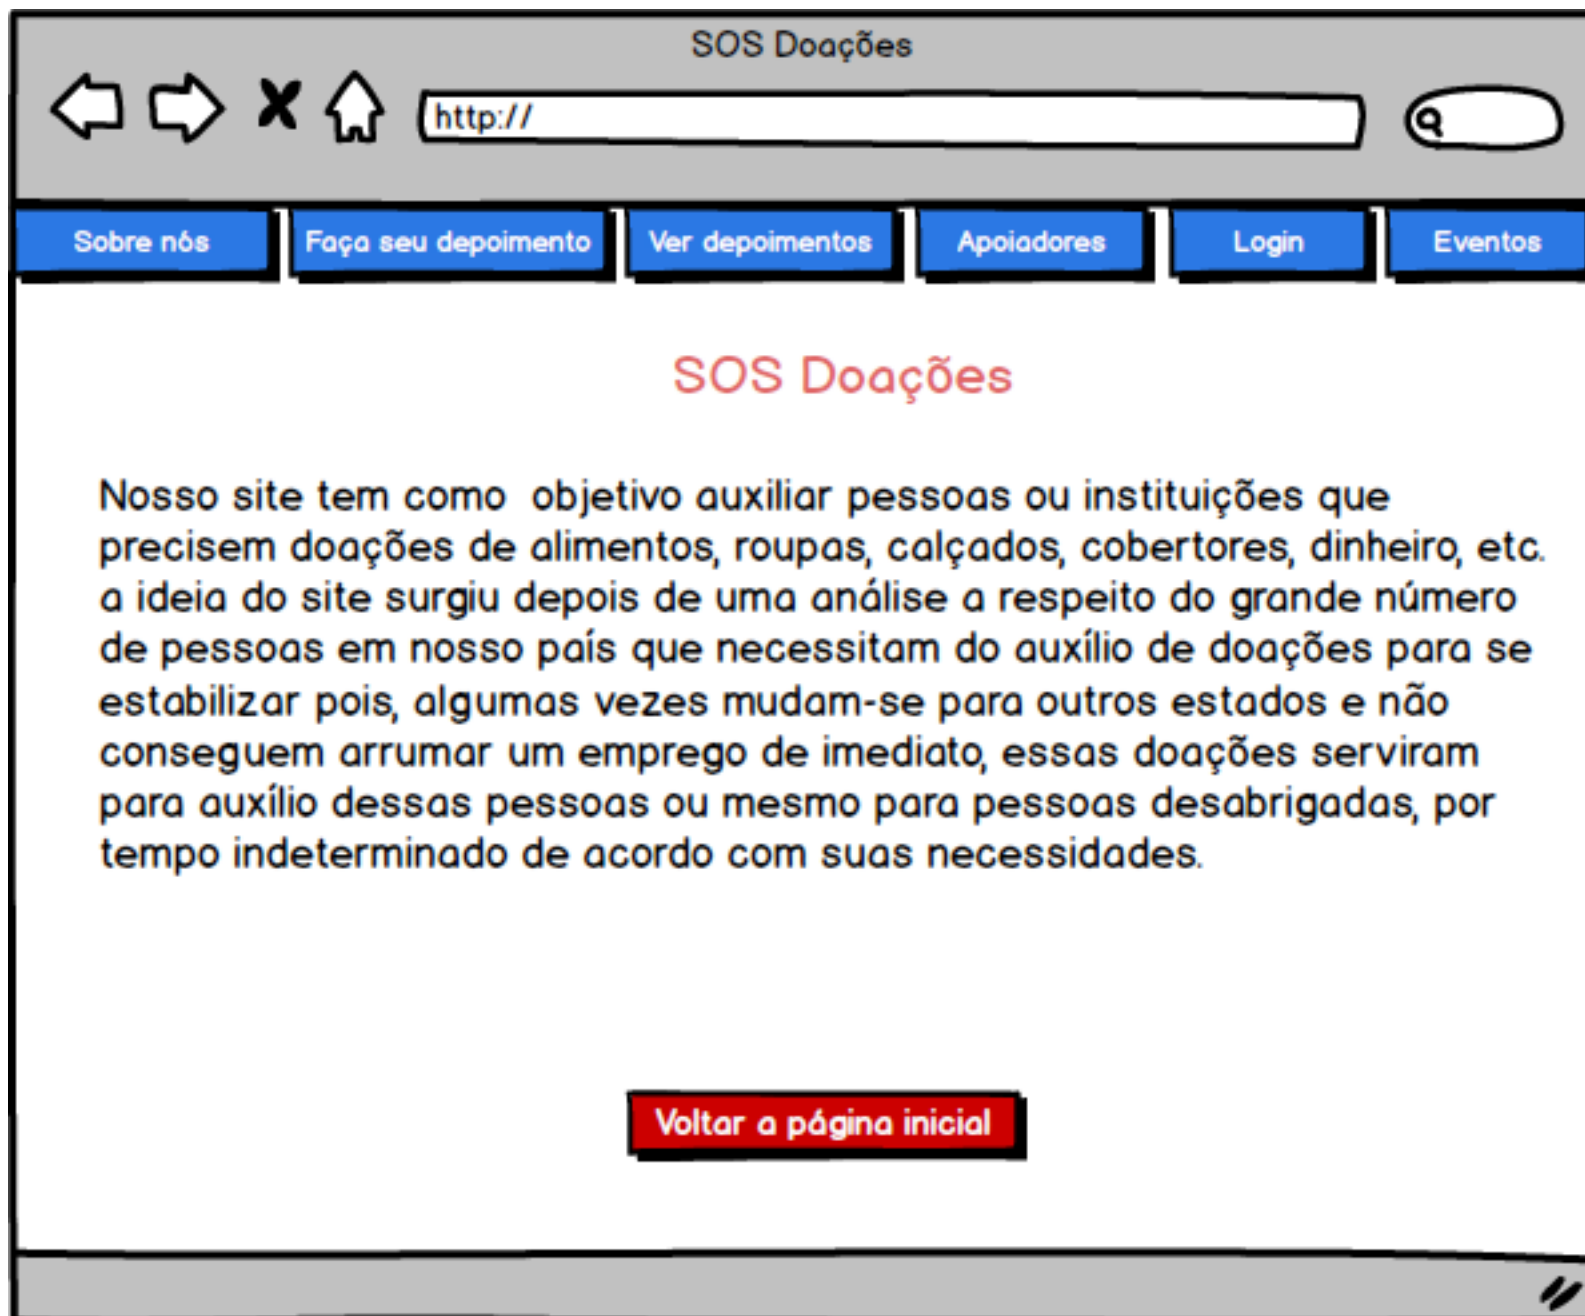 SOS Doações
http://
Sobre nós Faça seu depoimento Ver depoimentos Apoiadores Login Eventos
SOS Doações
Nosso site tem como  objetivo auxiliar pessoas ou instituições que
precisem doações de alimentos, roupas, calçados, cobertores, dinheiro, etc.
a ideia do site surgiu depois de uma análise a respeito do grande número
de pessoas em nosso país que necessitam do auxílio de doações para se
estabilizar pois, algumas vezes mudam-se para outros estados e não
conseguem arrumar um emprego de imediato, essas doações serviram
para auxílio dessas pessoas ou mesmo para pessoas desabrigadas, por
tempo indeterminado de acordo com suas necessidades.
Voltar a página inicial